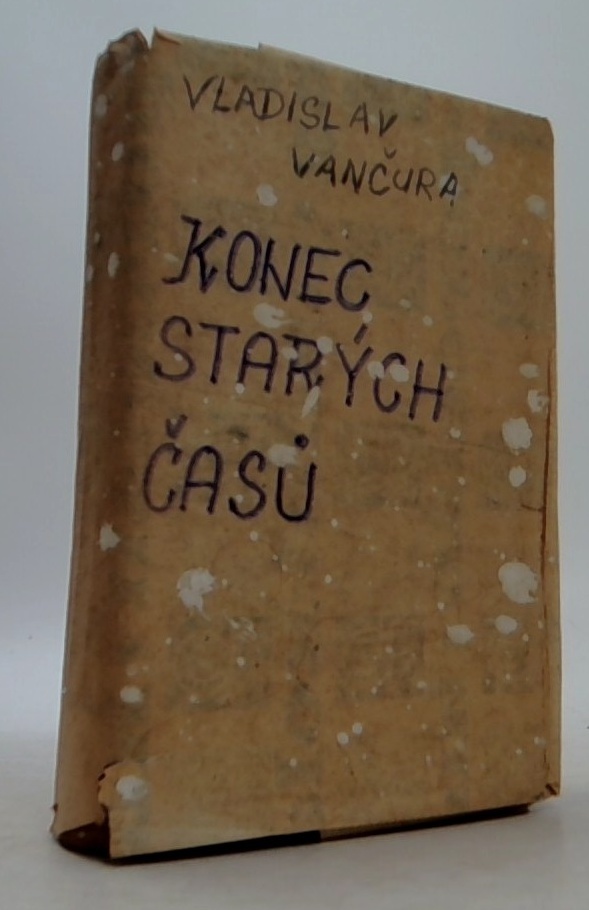 VLADISLAV
VANČURA
KONEC
STARÝCH
ČASŮ